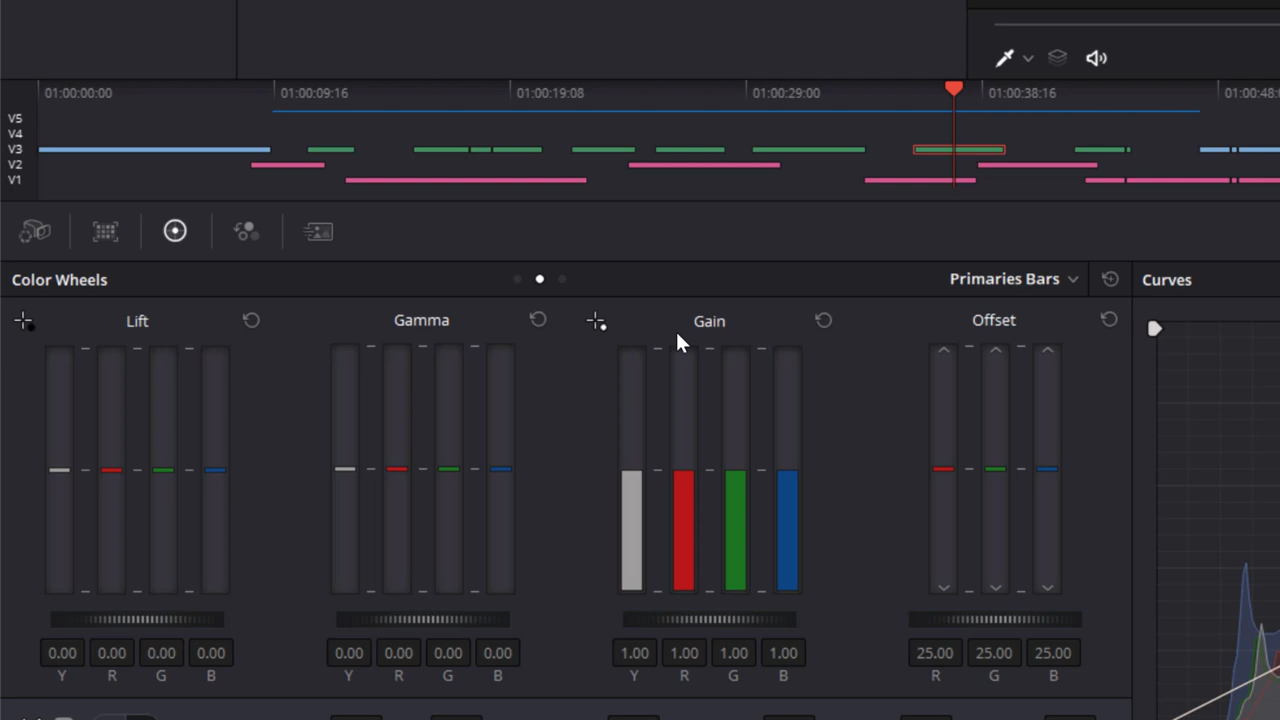 01:00:00:00 01:00:09:16 01:00:19:08 01:00:29:00 01:00:38:16 01:00:48:
V5
V4
V3
V2
V1
Color Wheels Primaries Bars Curves
Lift Gamma Gain Offset
0.00 0.00 0.00 0.00 0.00 0.00 0.00 0.00 1.00 1.00 1.00 1.00 25.00 25.00 25.00
Y R G B Y R G B Y R G B R G B